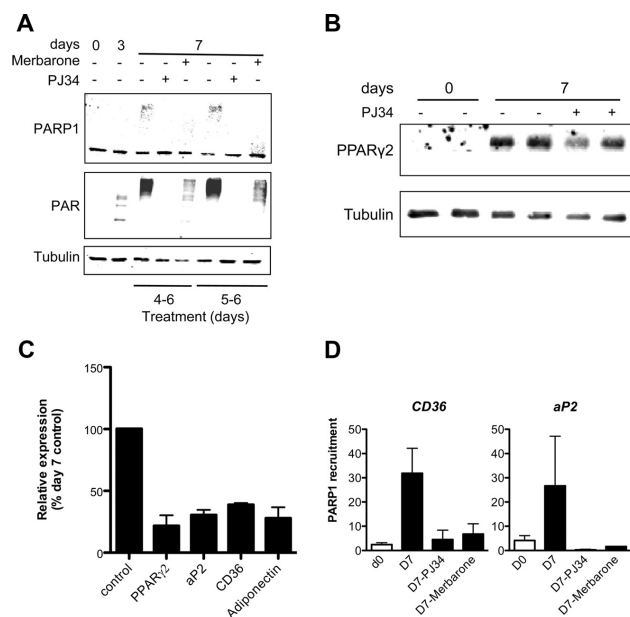 A
days 0 3 7
Merbarone - - - - + - - +
PJ34 - - - + - - + -
PARP1
PAR
Tubulin
4-6 5-6
Treatment (days)
B
days 0 7
PJ34 - - - - + +
PPARγ2
Tubulin
C
Relative expression
(% day 7 control)
150
100
50
0
control
PPARγ2
aP2
CD36
Adiponectin
D
CD36
PARP1 recruitment
50
40
30
20
10
0
d0
D7
D7-PJ34
D7-Merbarone
aP2
50
40
30
20
10
0
D0
D7
D7-PJ34
D7-Merbarone